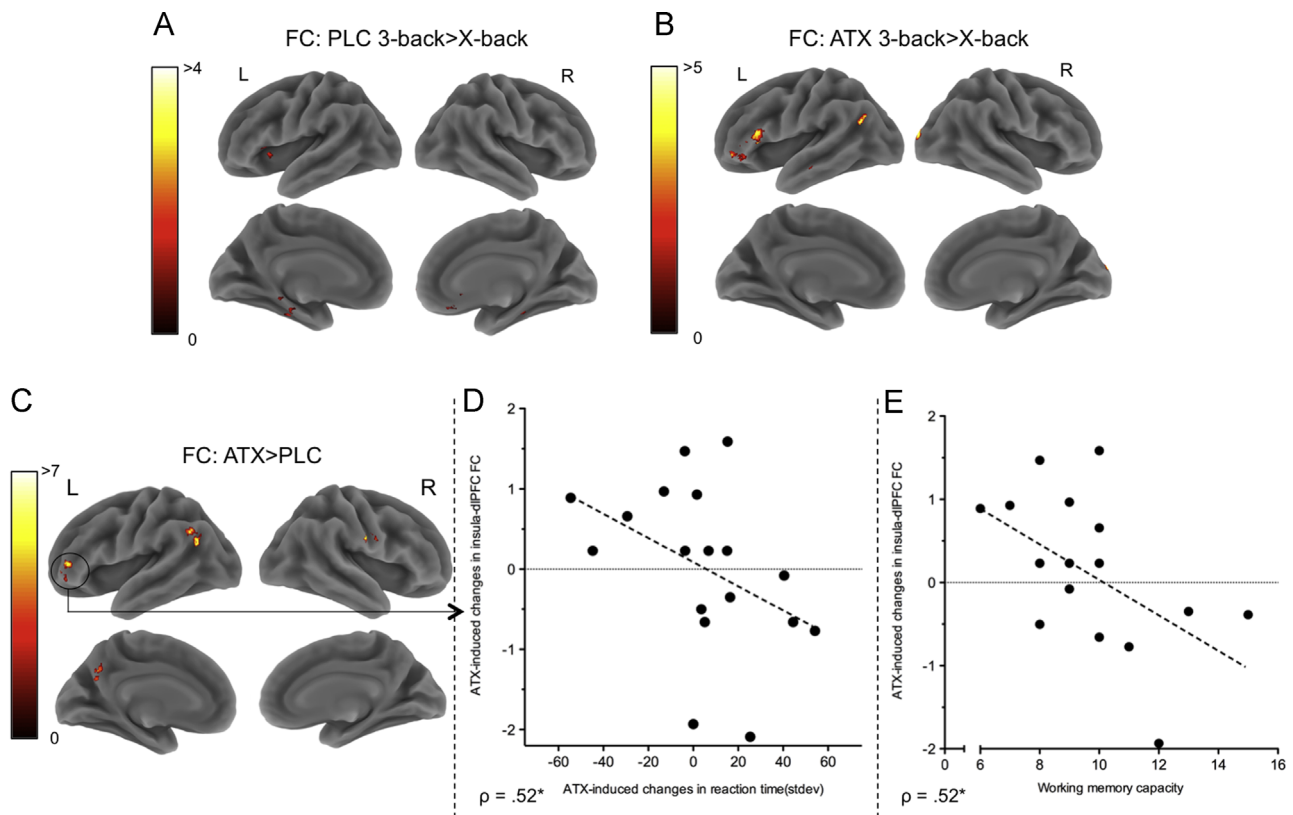 A
FC: PLC 3-back>X-back
>4
L
R
0
B
FC: ATX 3-back>X-back
>5
L
R
0
C
FC: ATX>PLC
>7
L
R
0
D
ATX-induced changes in insula-dlPFC FC
2
1
0
-1
-2
-60 -40 -20 0 20 40 60
ATX-induced changes in reaction time(stdev)
ρ = .52*
E
ATX-induced changes in insula-dlPFC FC
2
1
0
-1
-2
0 6 8 10 12 14 16
Working memory capacity
ρ = .52*